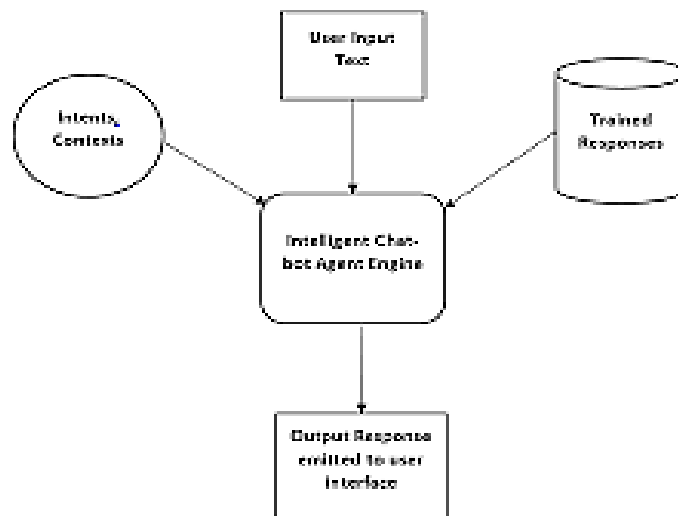 User Input
Text
Intents,
Contexts
Trained
Responses
Intelligent Chat-
bot Agent Engine
Output Response
emitted to user
interface